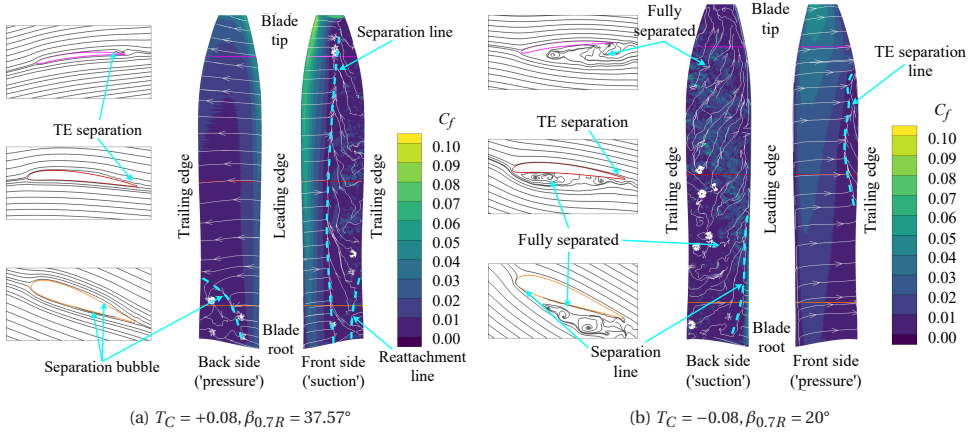 Blade
tip
Separation line
TE separation
C_f
0.10
0.09
0.08
0.07
0.06
0.05
0.04
0.03
0.02
0.01
0.00
Trailing edge
Leading edge
Trailing edge
Separation bubble
Blade
root
Reattachment
line
Back side
('pressure')
Front side
('suction')
(a) T_C = +0.08, β_{0.7R} = 37.57°
Fully
separated
Blade
tip
TE separation
line
TE separation
C_f
0.10
0.09
0.08
0.07
0.06
0.05
0.04
0.03
0.02
0.01
0.00
Trailing edge
Leading edge
Trailing edge
Fully separated
Separation
line
Blade
root
Back side
('suction')
Front side
('pressure')
(b) T_C = −0.08, β_{0.7R} = 20°